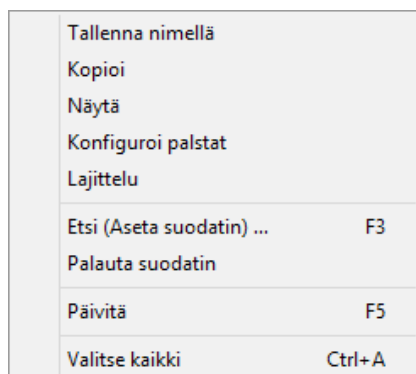 Tallenna nimellä
Kopioi
Näytä
Konfiguroi palstat
Lajittelu
Etsi (Aseta suodatin) ... F3
Palauta suodatin
Päivitä F5
Valitse kaikki Ctrl+A